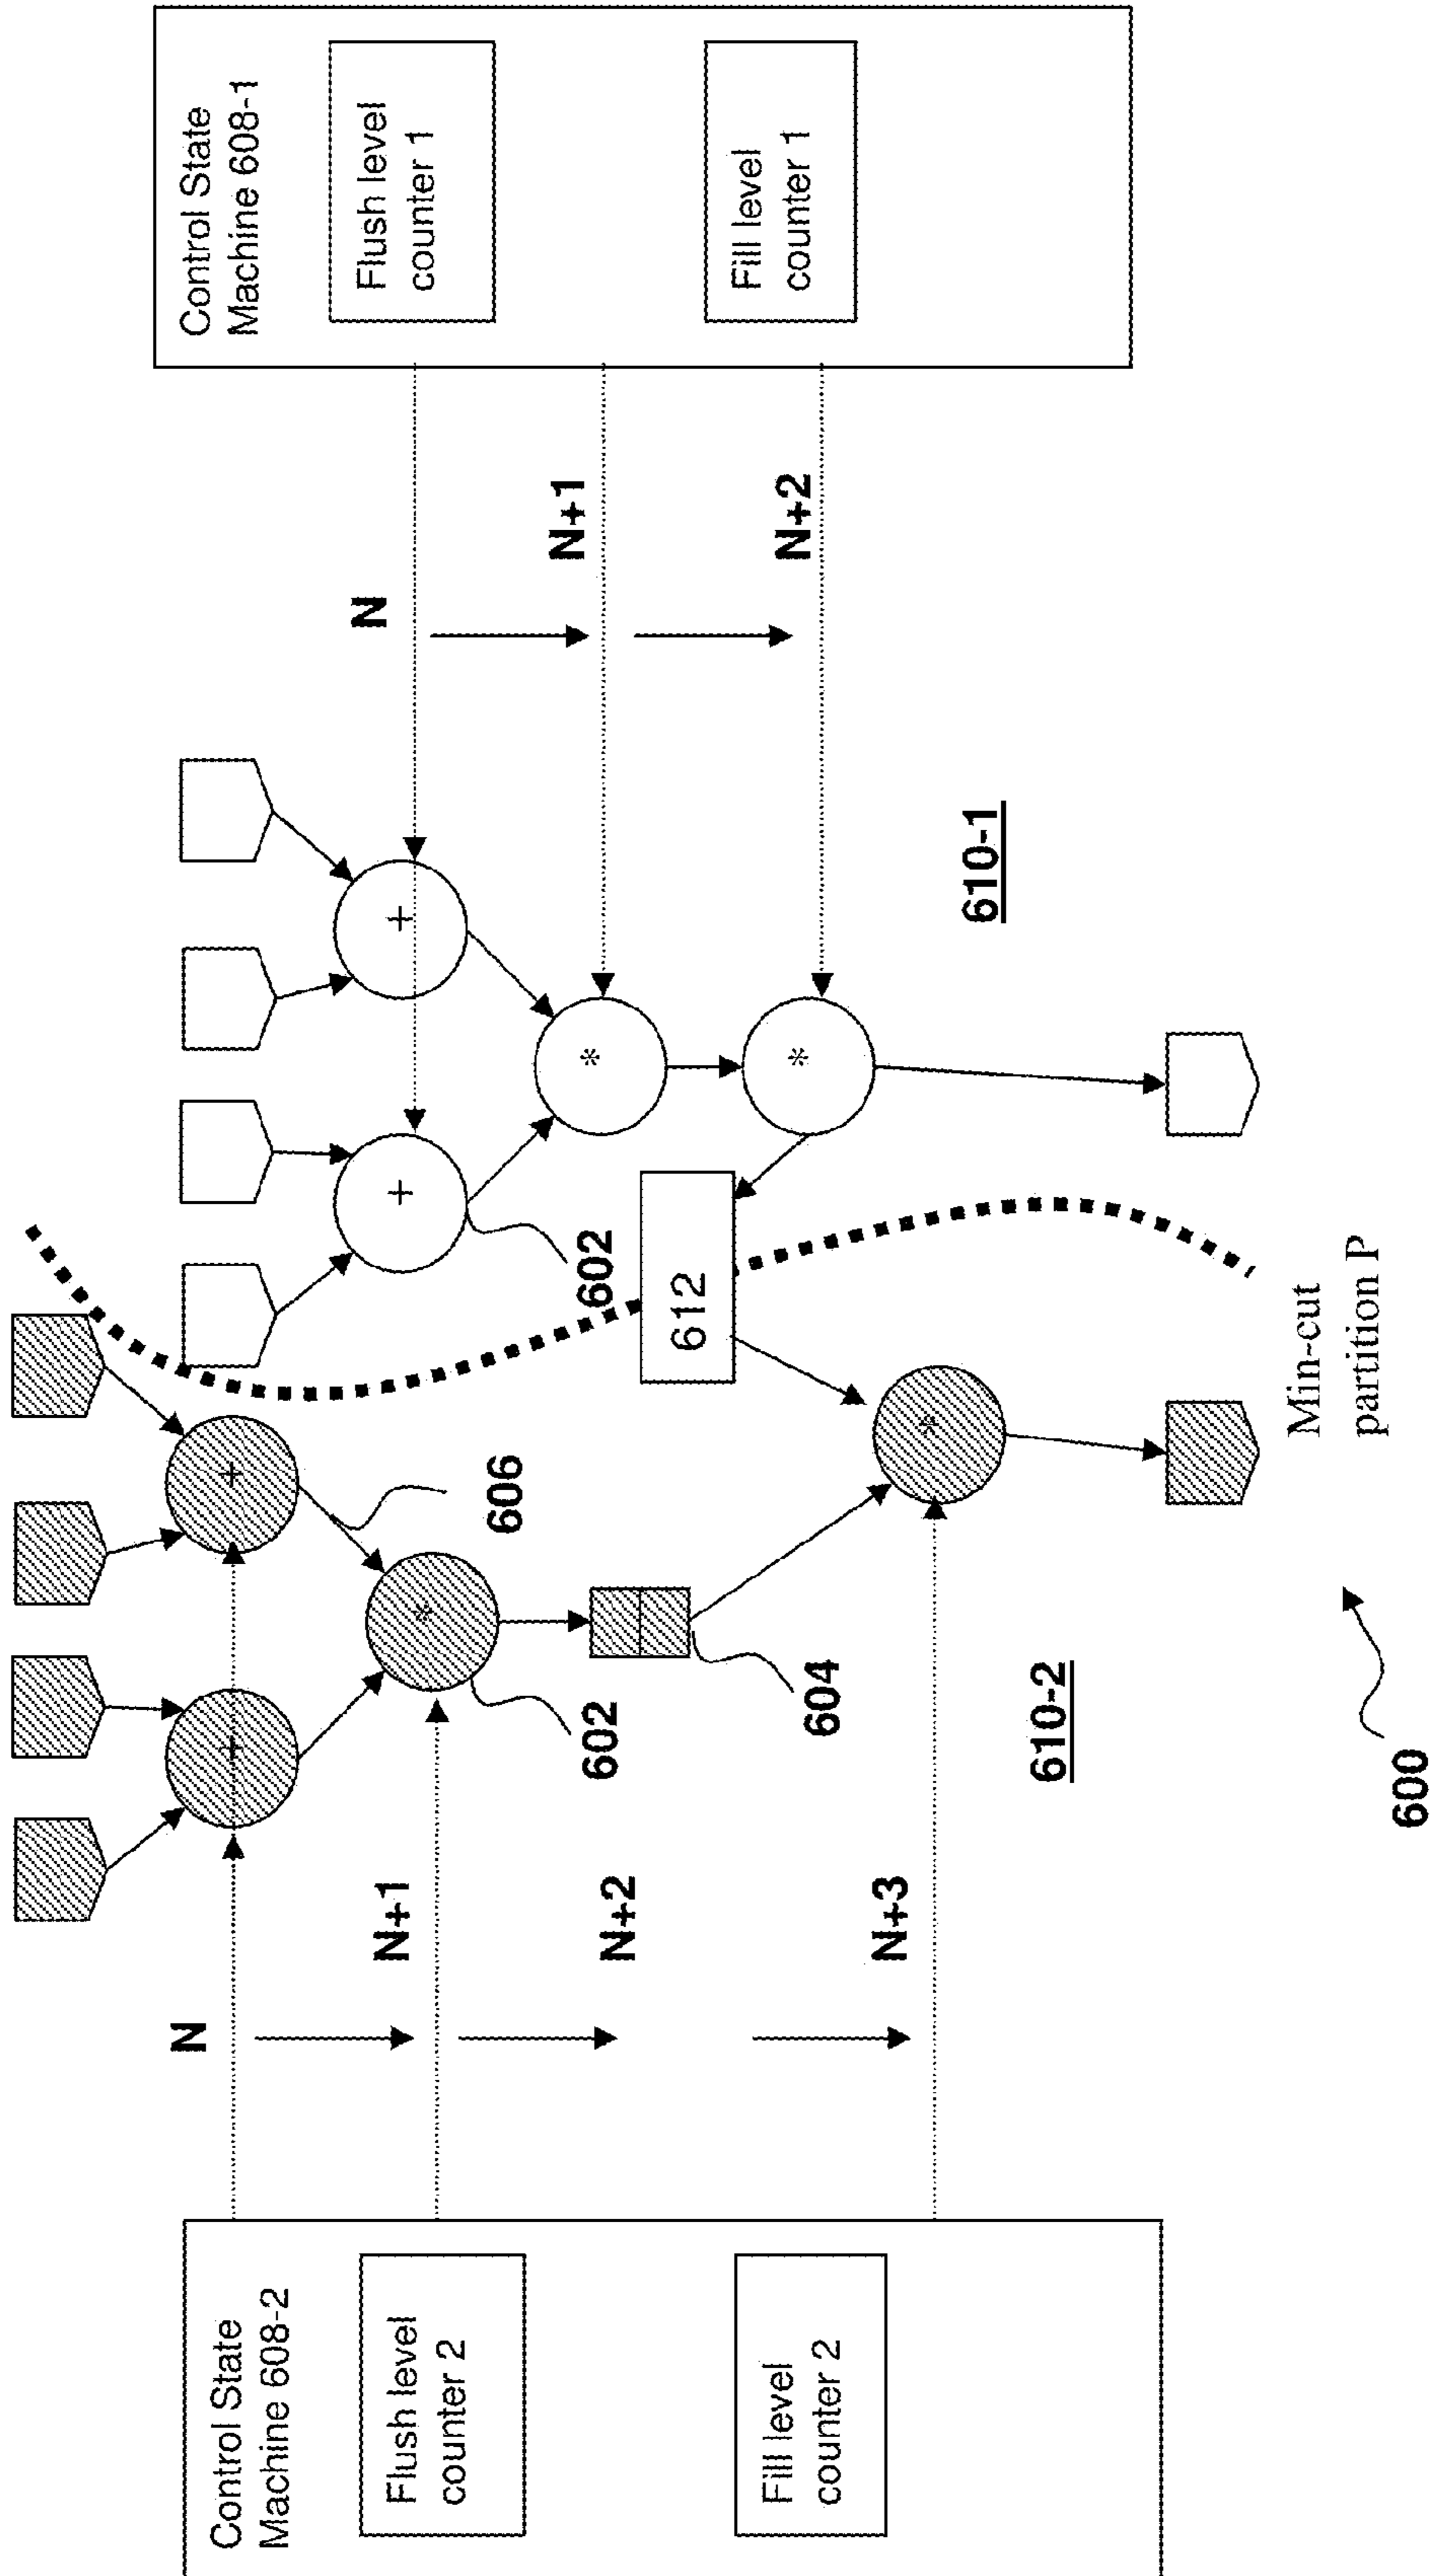 Control State
Machine 608-2
Flush level
counter 2
Fill level
counter 2
N
N+1
N+2
N+3
+
+
*
*
602
604
606
610-2
600
612
Min-cut
partition P
602
+
+
*
*
610-1
N
N+1
N+2
Control State
Machine 608-1
Flush level
counter 1
Fill level
counter 1